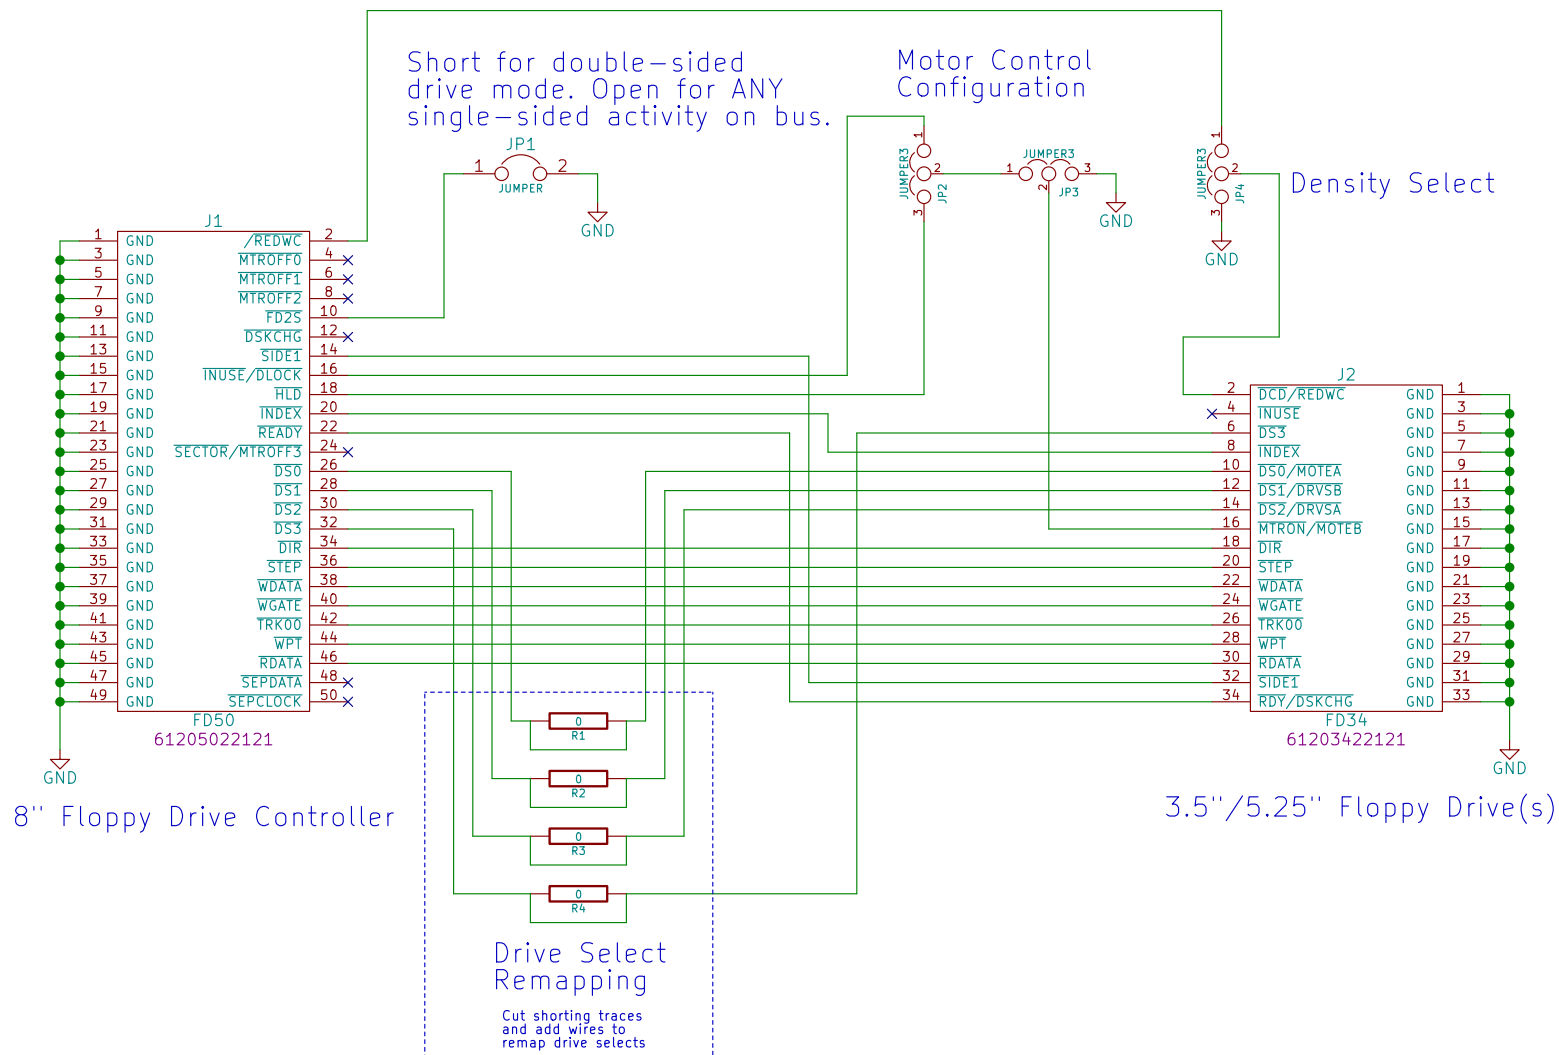 Short for double-sided
drive mode. Open for ANY
single-sided activity on bus.
Motor Control
Configuration
JP1
1 2
JUMPER
GND
1
2
3
JUMPER3
JP2
JUMPER3
1 2 3
JP3
GND
1
2
3
JUMPER3
JP4
GND
Density Select
J1
1 GND /REDWC 2
3 GND MTROFF0 4
5 GND MTROFF1 6
7 GND MTROFF2 8
9 GND FD2S 10
11 GND DSKCHG 12
13 GND SIDE1 14
15 GND INUSE/DLOCK 16
17 GND HLD 18
19 GND INDEX 20
21 GND READY 22
23 GND SECTOR/MTROFF3 24
25 GND DS0 26
27 GND DS1 28
29 GND DS2 30
31 GND DS3 32
33 GND DIR 34
35 GND STEP 36
37 GND WDATA 38
39 GND WGATE 40
41 GND TRK00 42
43 GND WPT 44
45 GND RDATA 46
47 GND SEPDATA 48
49 GND SEPCLOCK 50
FD50
61205022121
GND
8" Floppy Drive Controller
J2
2 DCD/REDWC GND 1
4 INUSE GND 3
6 DS3 GND 5
8 INDEX GND 7
10 DS0/MOTEA GND 9
12 DS1/DRVSB GND 11
14 DS2/DRVSA GND 13
16 MTRON/MOTEB GND 15
18 DIR GND 17
20 STEP GND 19
22 WDATA GND 21
24 WGATE GND 23
26 TRK00 GND 25
28 WPT GND 27
30 RDATA GND 29
32 SIDE1 GND 31
34 RDY/DSKCHG GND 33
FD34
61203422121
GND
3.5"/5.25" Floppy Drive(s)
0
R1
0
R2
0
R3
0
R4
Drive Select
Remapping
Cut shorting traces
and add wires to
remap drive selects